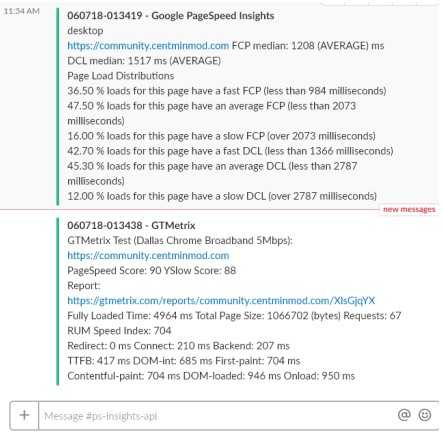 11:34 AM
060718-013419 - Google PageSpeed Insights
desktop
https://community.centminmod.com FCP median: 1208 (AVERAGE) ms
DCL median: 1517 ms (AVERAGE)
Page Load Distributions
36.50 % loads for this page have a fast FCP (less than 984 milliseconds)
47.50 % loads for this page have an average FCP (less than 2073
milliseconds)
16.00 % loads for this page have a slow FCP (over 2073 milliseconds)
42.70 % loads for this page have a fast DCL (less than 1366 milliseconds)
45.30 % loads for this page have an average DCL (less than 2787
milliseconds)
12.00 % loads for this page have a slow DCL (over 2787 milliseconds)
new messages
060718-013438 - GTMetrix
GTMetrix Test (Dallas Chrome Broadband 5Mbps):
https://community.centminmod.com
PageSpeed Score: 90 YSlow Score: 88
Report:
https://gtmetrix.com/reports/community.centminmod.com/XlsGjqYX
Fully Loaded Time: 4964 ms Total Page Size: 1066702 (bytes) Requests: 67
RUM Speed Index: 704
Redirect: 0 ms Connect: 210 ms Backend: 207 ms
TTFB: 417 ms DOM-int: 685 ms First-paint: 704 ms
Contentful-paint: 704 ms DOM-loaded: 946 ms Onload: 950 ms
Message #ps-insights-api